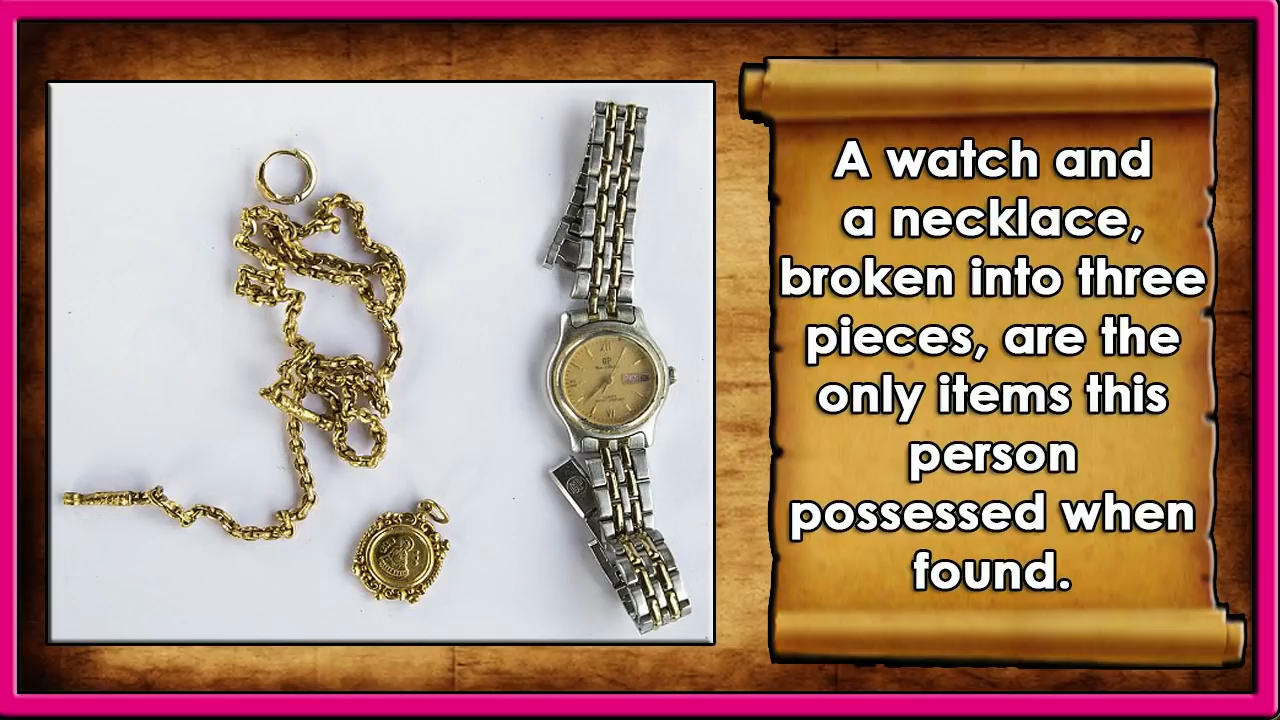 A watch and
a necklace,
broken into three
pieces, are the
only items this
person
possessed when
found.